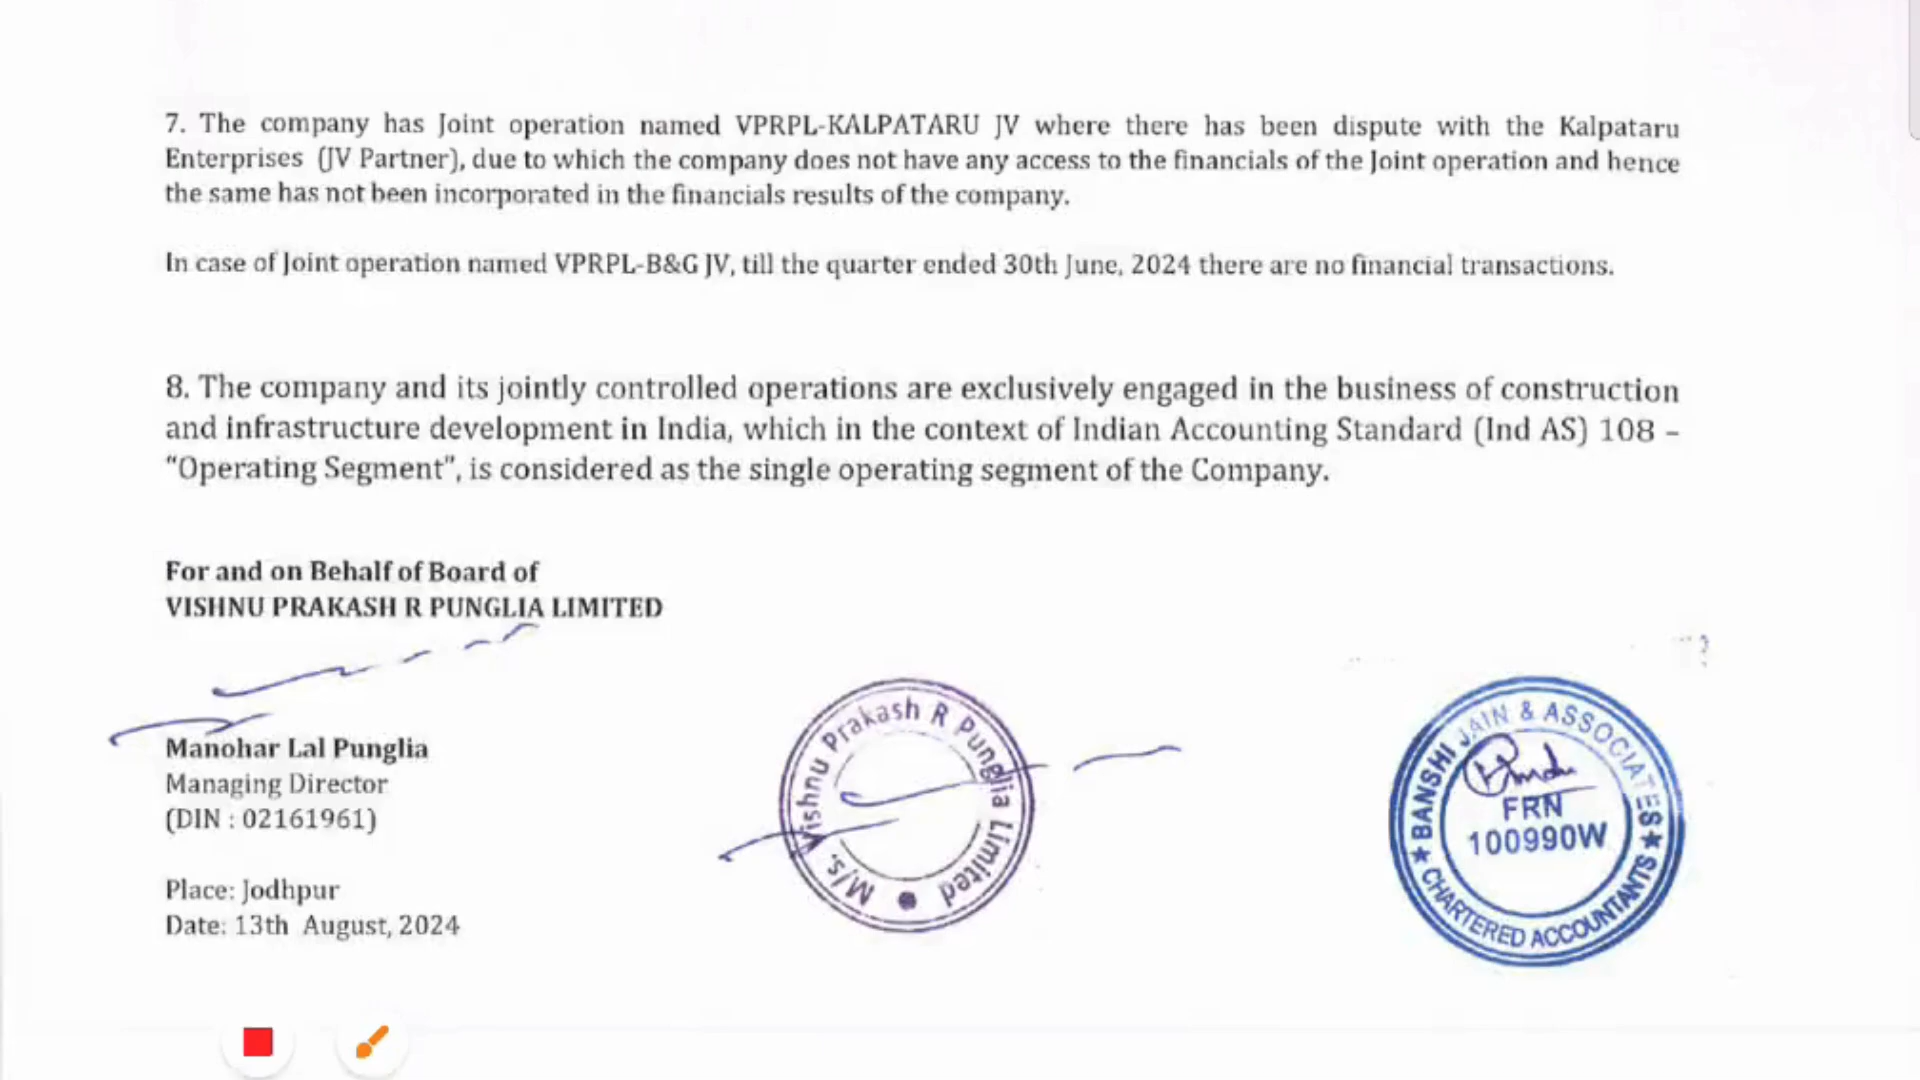 7. The company has Joint operation named VPRPL-KALPATARU JV where there has been dispute with the Kalpataru
Enterprises (JV Partner), due to which the company does not have any access to the financials of the Joint operation and hence
the same has not been incorporated in the financials results of the company.
In case of Joint operation named VPRPL-B&G JV, till the quarter ended 30th June, 2024 there are no financial transactions.
8. The company and its jointly controlled operations are exclusively engaged in the business of construction
and infrastructure development in India, which in the context of Indian Accounting Standard (Ind AS) 108 –
“Operating Segment”, is considered as the single operating segment of the Company.
For and on Behalf of Board of
VISHNU PRAKASH R PUNGLIA LIMITED
Manohar Lal Punglia
Managing Director
(DIN : 02161961)
Place: Jodhpur
Date: 13th August, 2024
M/s. Vishnu Prakash R Punglia Limited
BANSHI JAIN & ASSOCIATES
FRN
100990W
★ CHARTERED ACCOUNTANTS ★